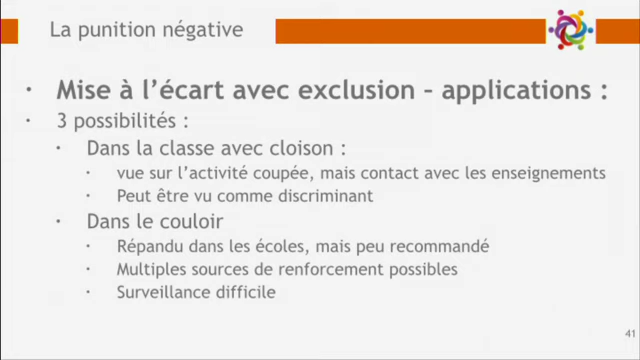 La punition négative
· Mise à l’écart avec exclusion – applications :
· 3 possibilités :
· Dans la classe avec cloison :
· vue sur l’activité coupée, mais contact avec les enseignements
· Peut être vu comme discriminant
· Dans le couloir
· Répandu dans les écoles, mais peu recommandé
· Multiples sources de renforcement possibles
· Surveillance difficile
41